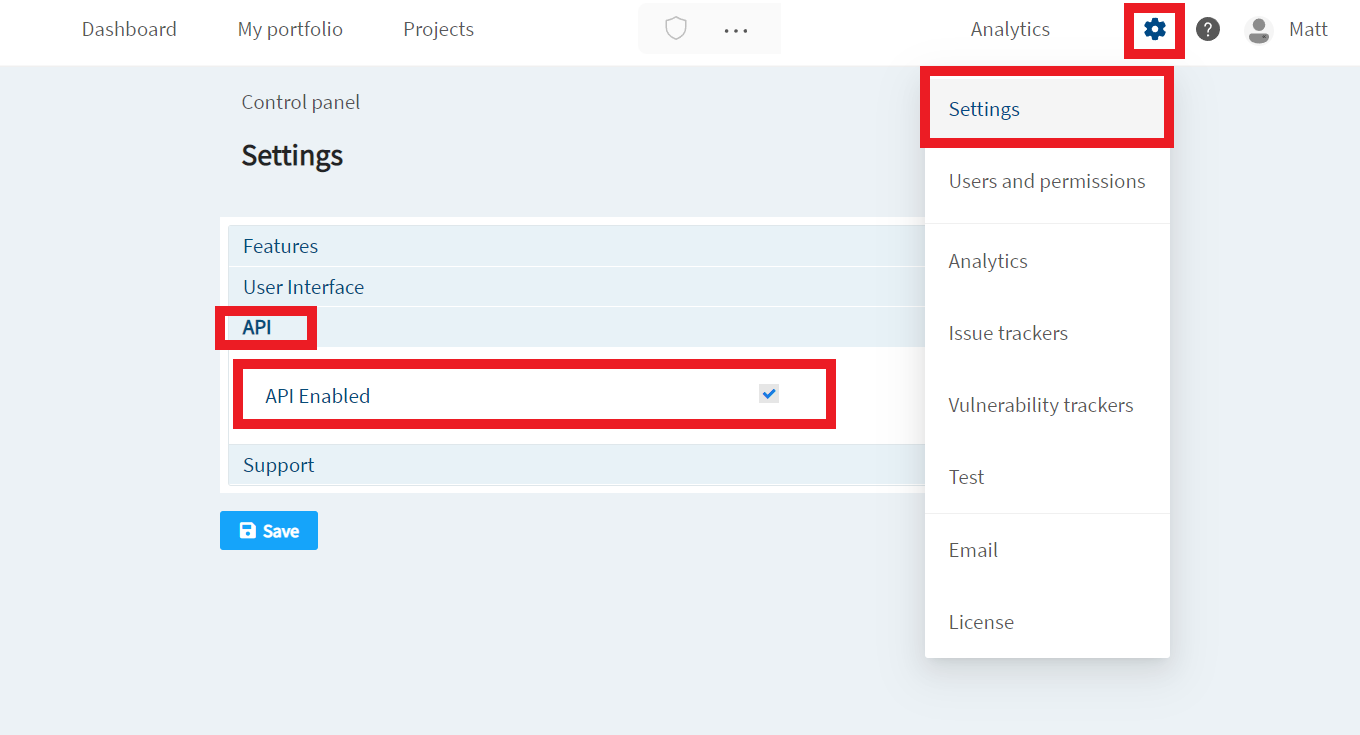 Dashboard My portfolio Projects ... Analytics ? Matt
Control panel
Settings
Features
User Interface
API
API Enabled
Support
Save
Settings
Users and permissions
Analytics
Issue trackers
Vulnerability trackers
Test
Email
License